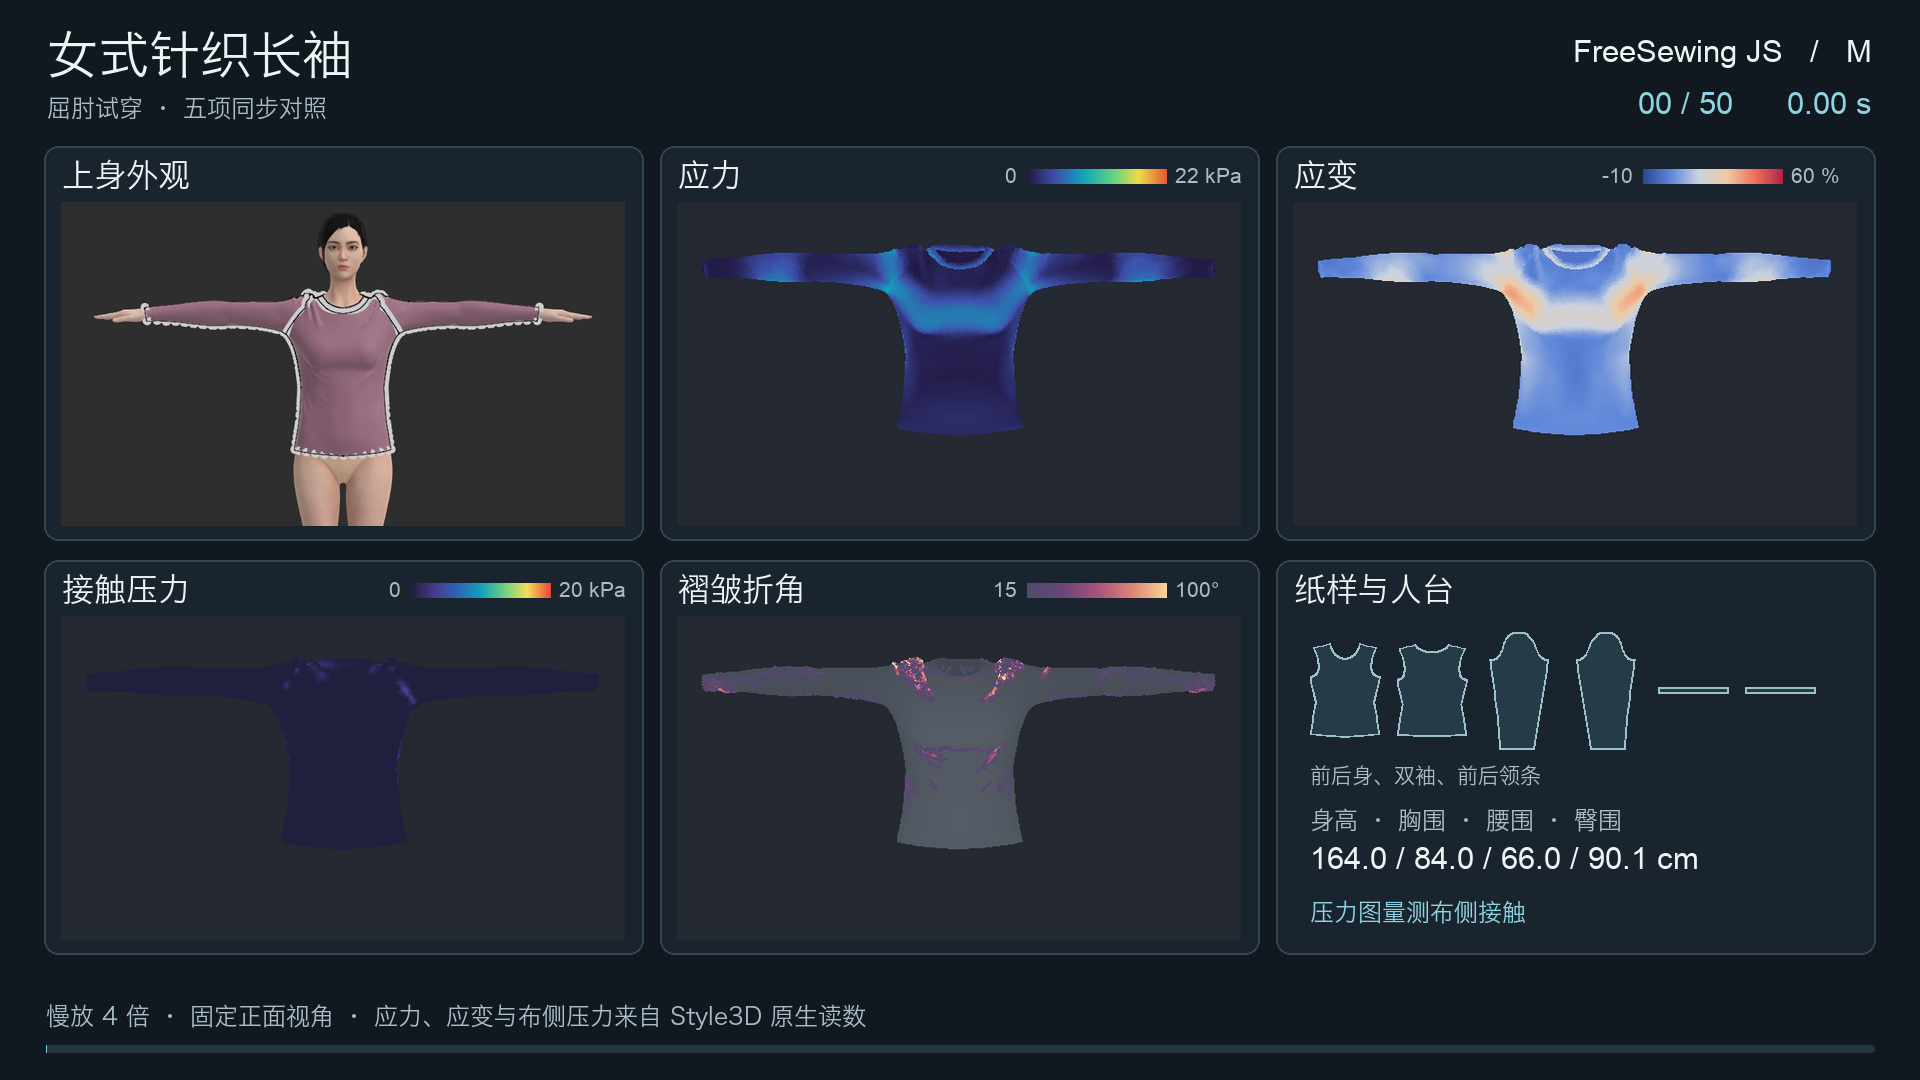 女式针织长袖
FreeSewing JS / M
屈肘试穿 · 五项同步对照
00 / 50 0.00 s
上身外观
应力
0 22 kPa
应变
-10 60 %
接触压力
0 20 kPa
褶皱折角
15 100°
纸样与人台
前后身、双袖、前后领条
身高 · 胸围 · 腰围 · 臀围
164.0 / 84.0 / 66.0 / 90.1 cm
压力图量测布侧接触
慢放 4 倍 · 固定正面视角 · 应力、应变与布侧压力来自 Style3D 原生读数